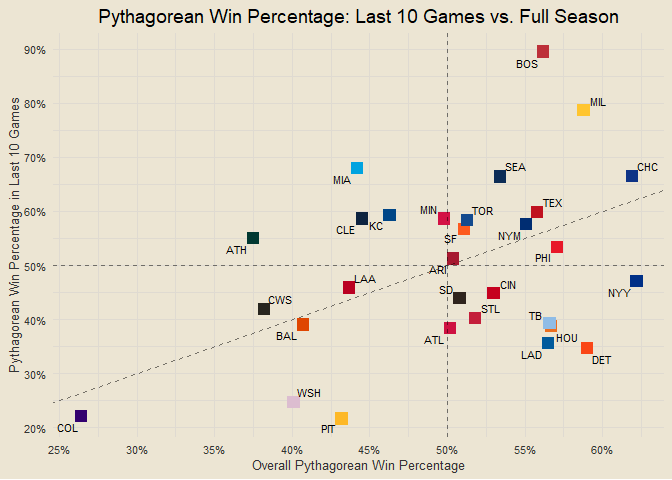 Pythagorean Win Percentage: Last 10 Games vs. Full Season
Pythagorean Win Percentage in Last 10 Games
90%
80%
70%
60%
50%
40%
30%
20%
BOS
MIL
MIA
SEA
CHC
CLE
KC
MIN
TOR
SF
NYM
TEX
ATH
PHI
ARI
LAA
NYY
CWS
SD
CIN
BAL
ATL
STL
TB
HOU
LAD
DET
WSH
COL
PIT
25%
30%
35%
40%
45%
50%
55%
60%
Overall Pythagorean Win Percentage